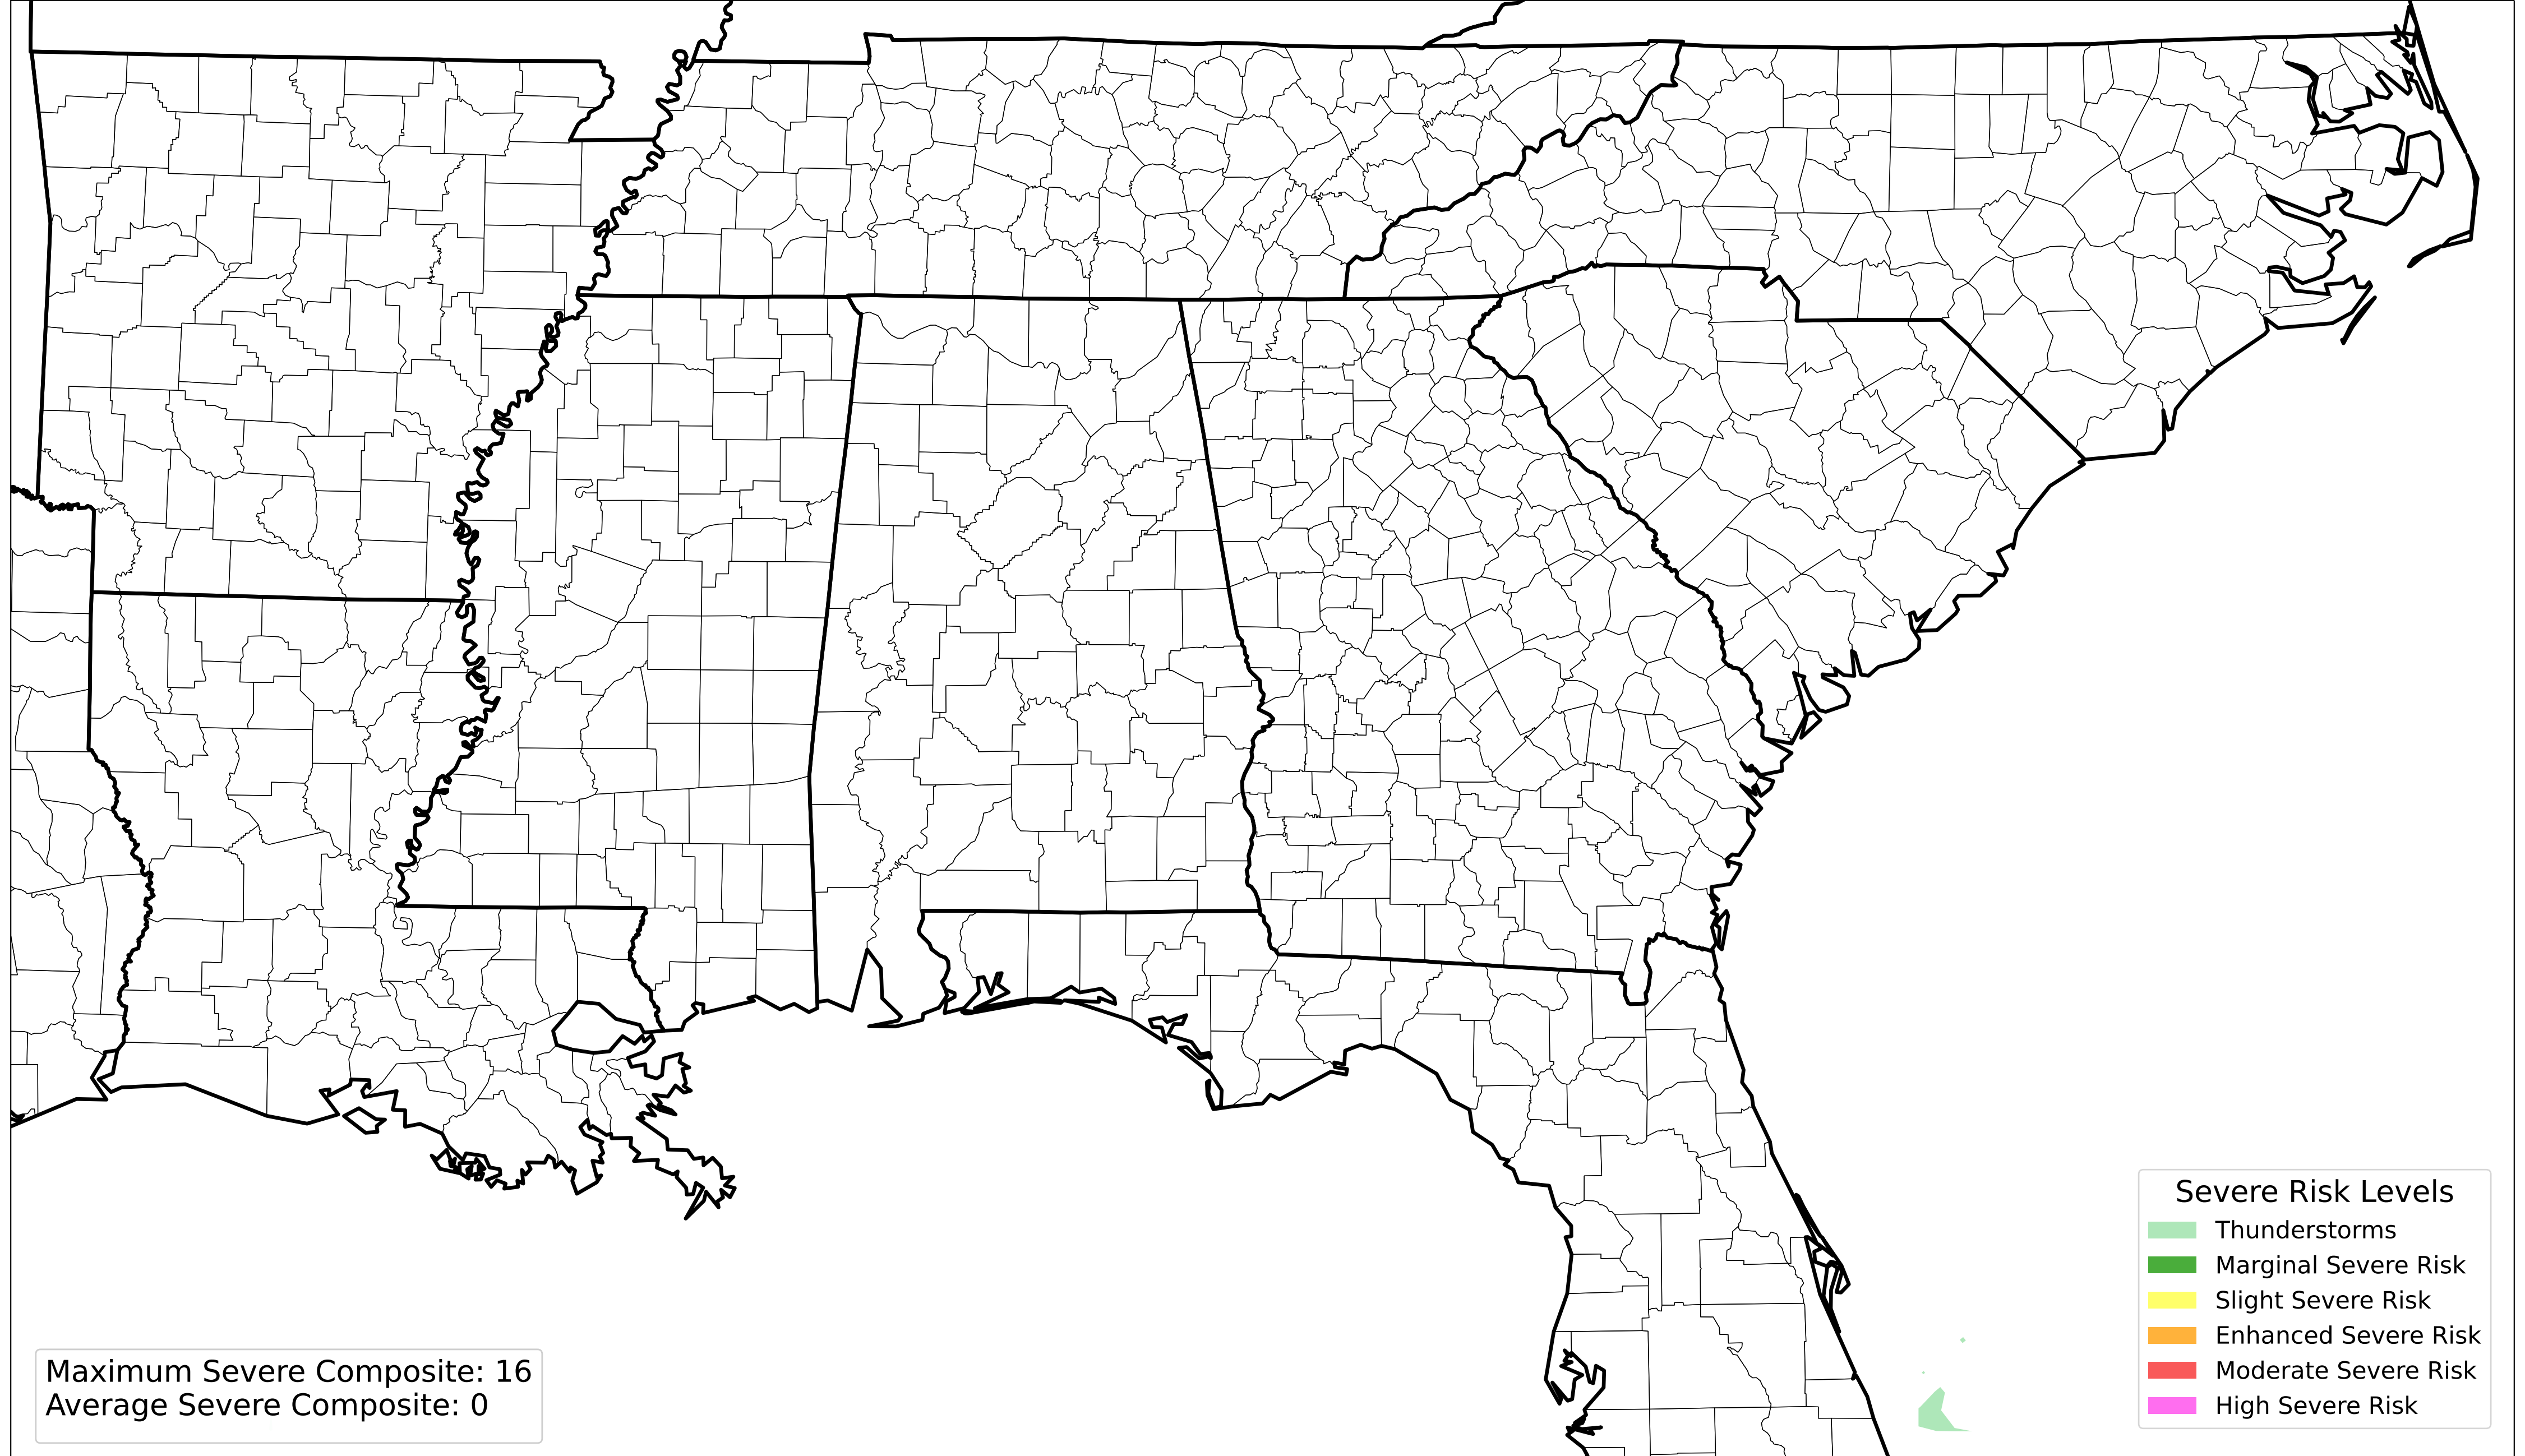 Severe Risk Levels
Thunderstorms
Marginal Severe Risk
Slight Severe Risk
Enhanced Severe Risk
Moderate Severe Risk
High Severe Risk
Maximum Severe Composite: 16
Average Severe Composite: 0